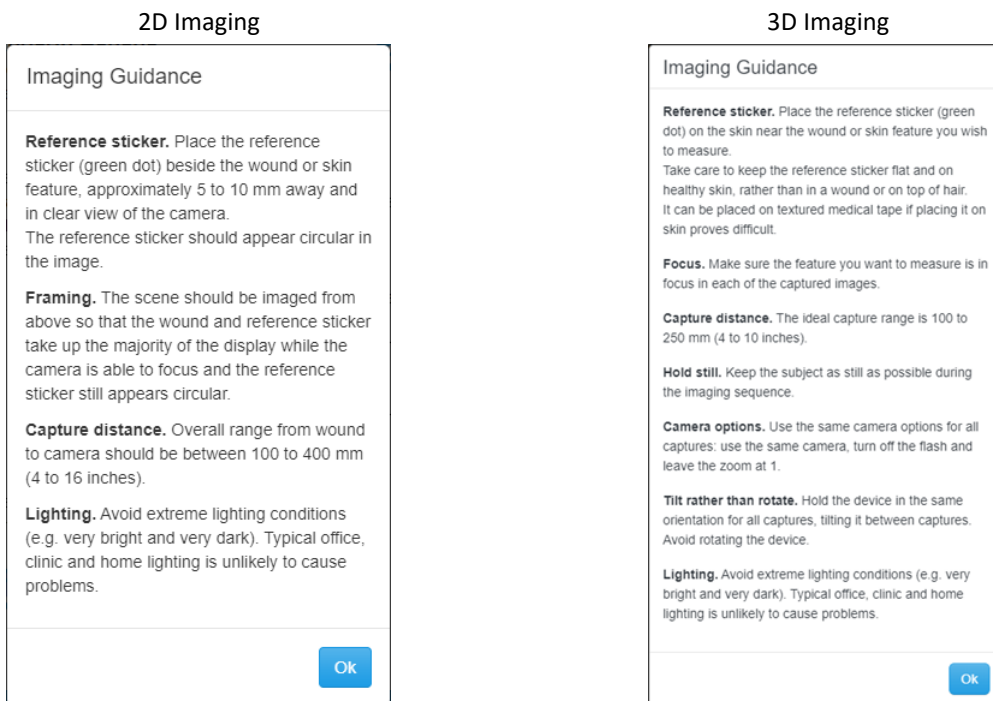 2D Imaging
Imaging Guidance
Reference sticker. Place the reference
sticker (green dot) beside the wound or skin
feature, approximately 5 to 10 mm away and
in clear view of the camera.
The reference sticker should appear circular in
the image.
Framing. The scene should be imaged from
above so that the wound and reference sticker
take up the majority of the display while the
camera is able to focus and the reference
sticker still appears circular.
Capture distance. Overall range from wound
to camera should be between 100 to 400 mm
(4 to 16 inches).
Lighting. Avoid extreme lighting conditions
(e.g. very bright and very dark). Typical office,
clinic and home lighting is unlikely to cause
problems.
Ok
3D Imaging
Imaging Guidance
Reference sticker. Place the reference sticker (green
dot) on the skin near the wound or skin feature you wish
to measure.
Take care to keep the reference sticker flat and on
healthy skin, rather than in a wound or on top of hair.
It can be placed on textured medical tape if placing it on
skin proves difficult.
Focus. Make sure the feature you want to measure is in
focus in each of the captured images.
Capture distance. The ideal capture range is 100 to
250 mm (4 to 10 inches).
Hold still. Keep the subject as still as possible during
the imaging sequence.
Camera options. Use the same camera options for all
captures: use the same camera, turn off the flash and
leave the zoom at 1.
Tilt rather than rotate. Hold the device in the same
orientation for all captures, tilting it between captures.
Avoid rotating the device.
Lighting. Avoid extreme lighting conditions (e.g. very
bright and very dark). Typical office, clinic and home
lighting is unlikely to cause problems.
Ok